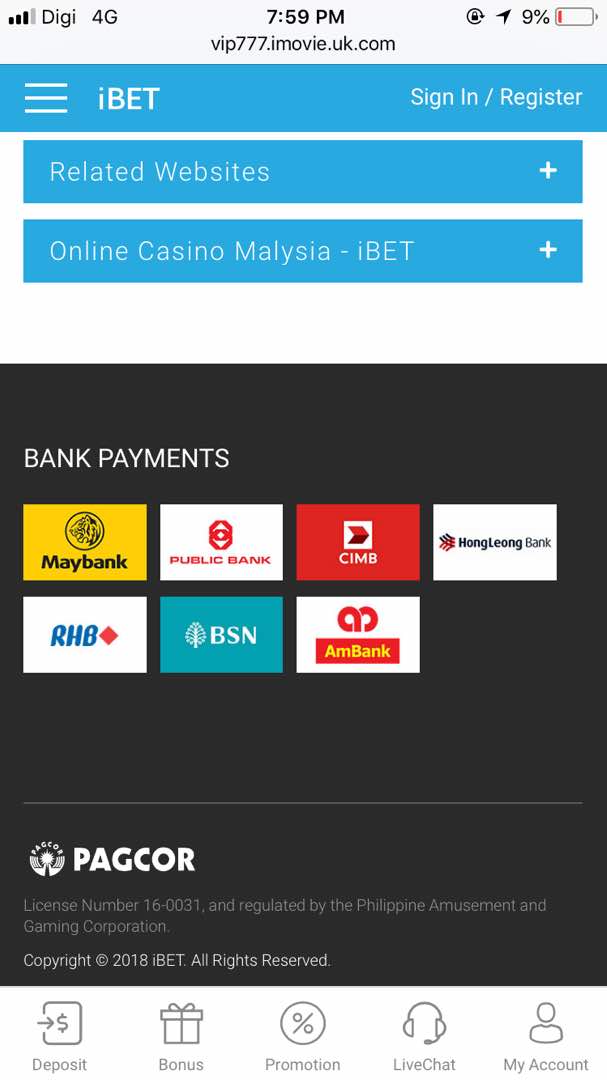 Digi 4G 7:59 PM 9%
vip777.imovie.uk.com
iBET Sign In / Register
Related Websites +
Online Casino Malysia - iBET +
BANK PAYMENTS
Maybank PUBLIC BANK CIMB HongLeong Bank
RHB BSN AmBank
PAGCOR PAGCOR
License Number 16-0031, and regulated by the Philippine Amusement and
Gaming Corporation.
Copyright © 2018 iBET. All Rights Reserved.
Deposit Bonus Promotion LiveChat My Account